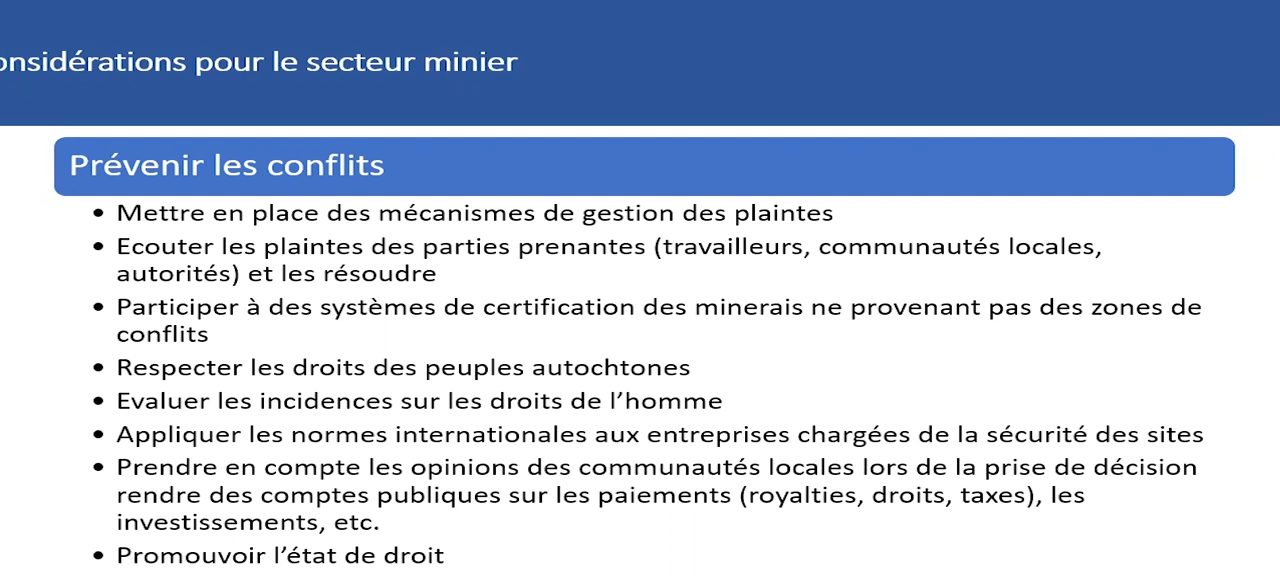 onsidérations pour le secteur minier
Prévenir les conflits
• Mettre en place des mécanismes de gestion des plaintes
• Ecouter les plaintes des parties prenantes (travailleurs, communautés locales,
autorités) et les résoudre
• Participer à des systèmes de certification des minerais ne provenant pas des zones de
conflits
• Respecter les droits des peuples autochtones
• Evaluer les incidences sur les droits de l’homme
• Appliquer les normes internationales aux entreprises chargées de la sécurité des sites
• Prendre en compte les opinions des communautés locales lors de la prise de décision
rendre des comptes publiques sur les paiements (royalties, droits, taxes), les
investissements, etc.
• Promouvoir l’état de droit